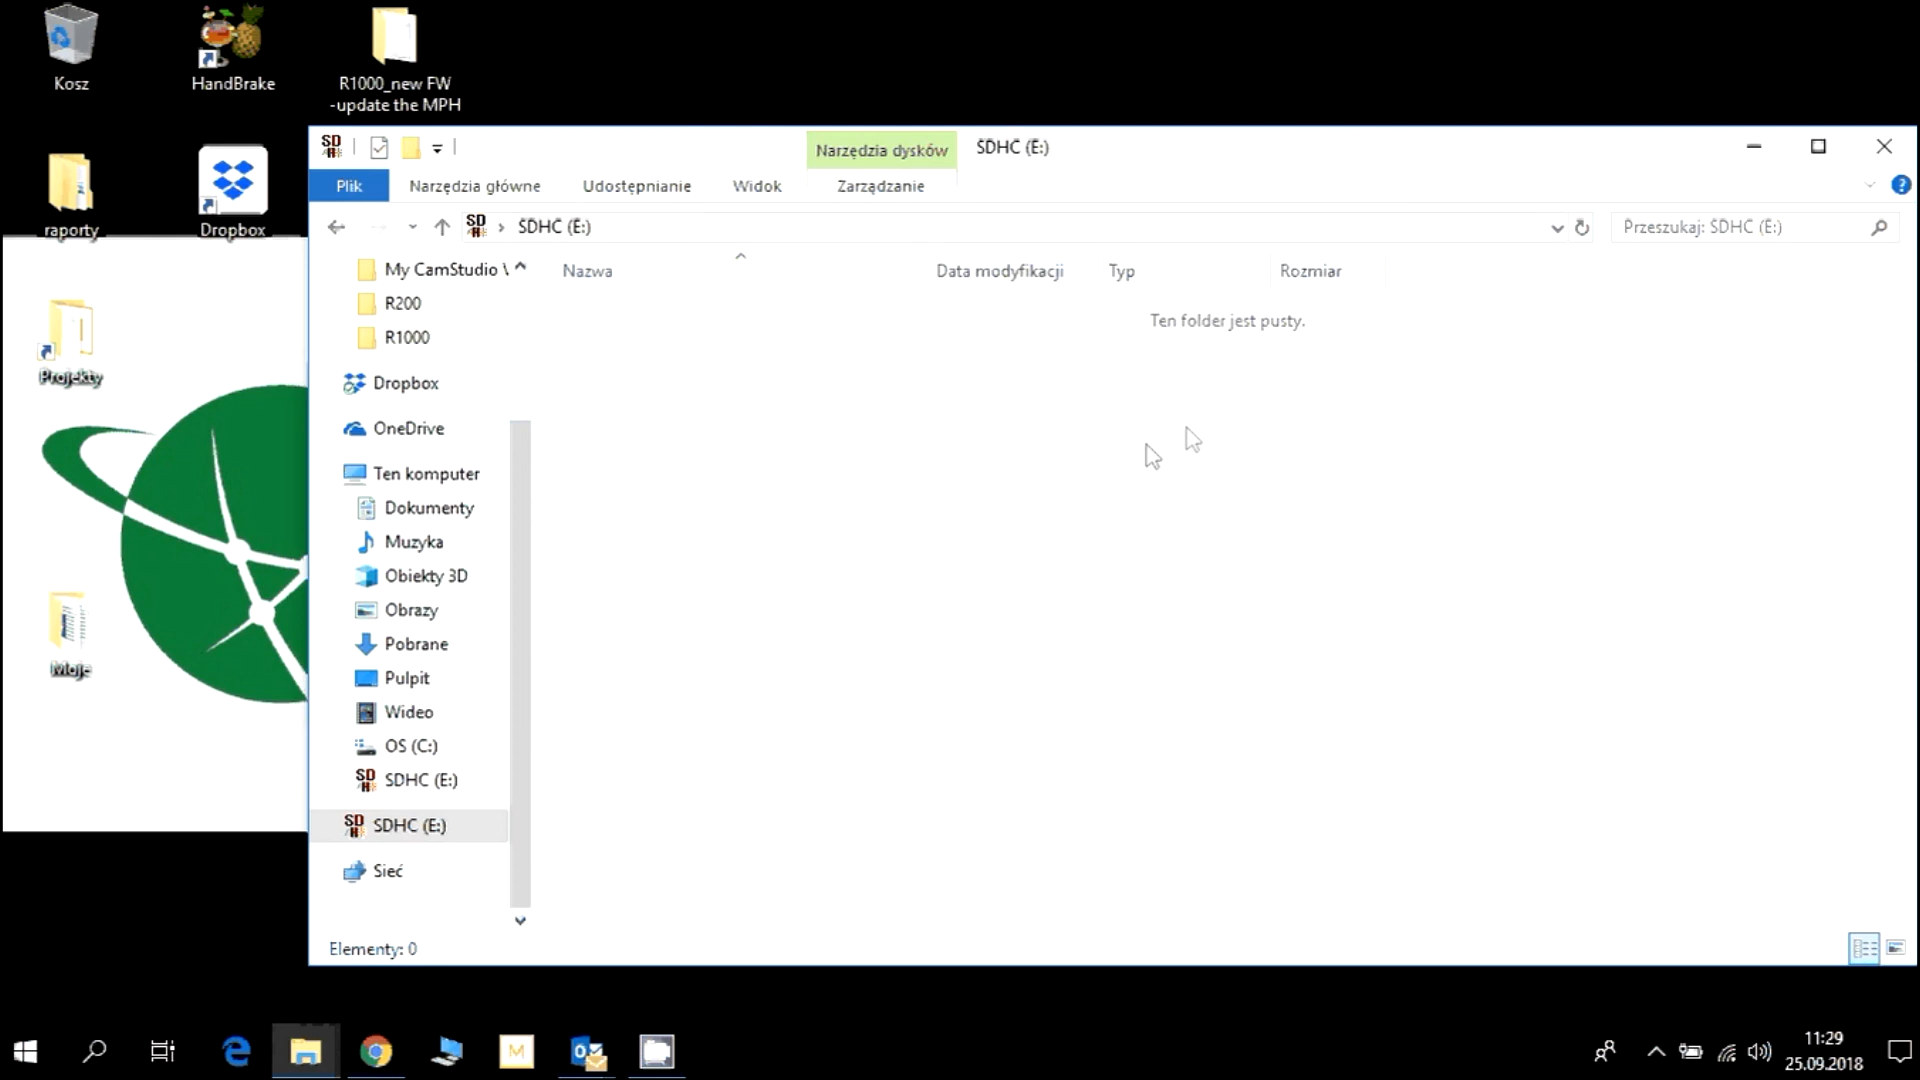 Kosz
HandBrake
R1000_new FW
-update the MPH
raporty
Dropbox
Projekty
Moje
Narzędzia dysków
SDHC (E:)
Plik
Narzędzia główne
Udostępnianie
Widok
Zarządzanie
SDHC (E:)
Przeszukaj: SDHC (E:)
My CamStudio \
R200
R1000
Dropbox
OneDrive
Ten komputer
Dokumenty
Muzyka
Obiekty 3D
Obrazy
Pobrane
Pulpit
Wideo
OS (C:)
SDHC (E:)
SDHC (E:)
Sieć
Nazwa
Data modyfikacji
Typ
Rozmiar
Ten folder jest pusty.
Elementy: 0
11:29
25.09.2018